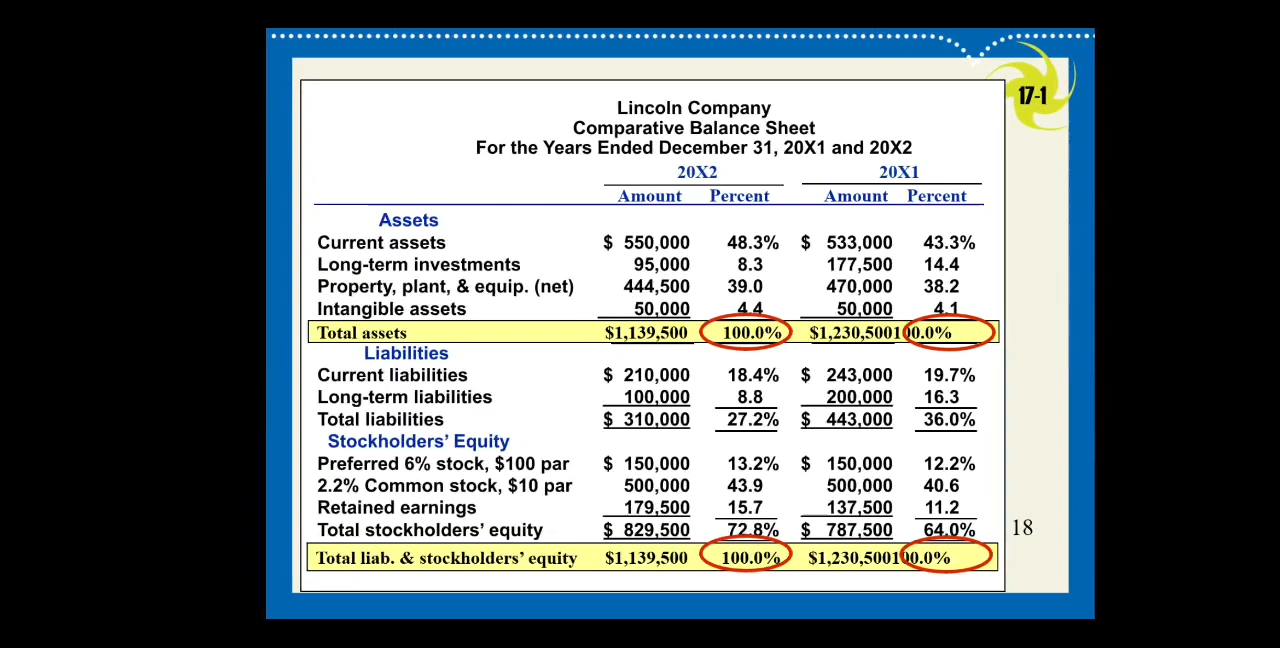 17-1
Lincoln Company
Comparative Balance Sheet
For the Years Ended December 31, 20X1 and 20X2
20X2 20X1
Amount Percent Amount Percent
Assets
Current assets $ 550,000 48.3% $ 533,000 43.3%
Long-term investments 95,000 8.3 177,500 14.4
Property, plant, & equip. (net) 444,500 39.0 470,000 38.2
Intangible assets 50,000 4.4 50,000 4.1
Total assets $1,139,500 100.0% $1,230,500100.0%
Liabilities
Current liabilities $ 210,000 18.4% $ 243,000 19.7%
Long-term liabilities 100,000 8.8 200,000 16.3
Total liabilities $ 310,000 27.2% $ 443,000 36.0%
Stockholders’ Equity
Preferred 6% stock, $100 par $ 150,000 13.2% $ 150,000 12.2%
2.2% Common stock, $10 par 500,000 43.9 500,000 40.6
Retained earnings 179,500 15.7 137,500 11.2
Total stockholders’ equity $ 829,500 72.8% $ 787,500 64.0%
18
Total liab. & stockholders’ equity $1,139,500 100.0% $1,230,500100.0%